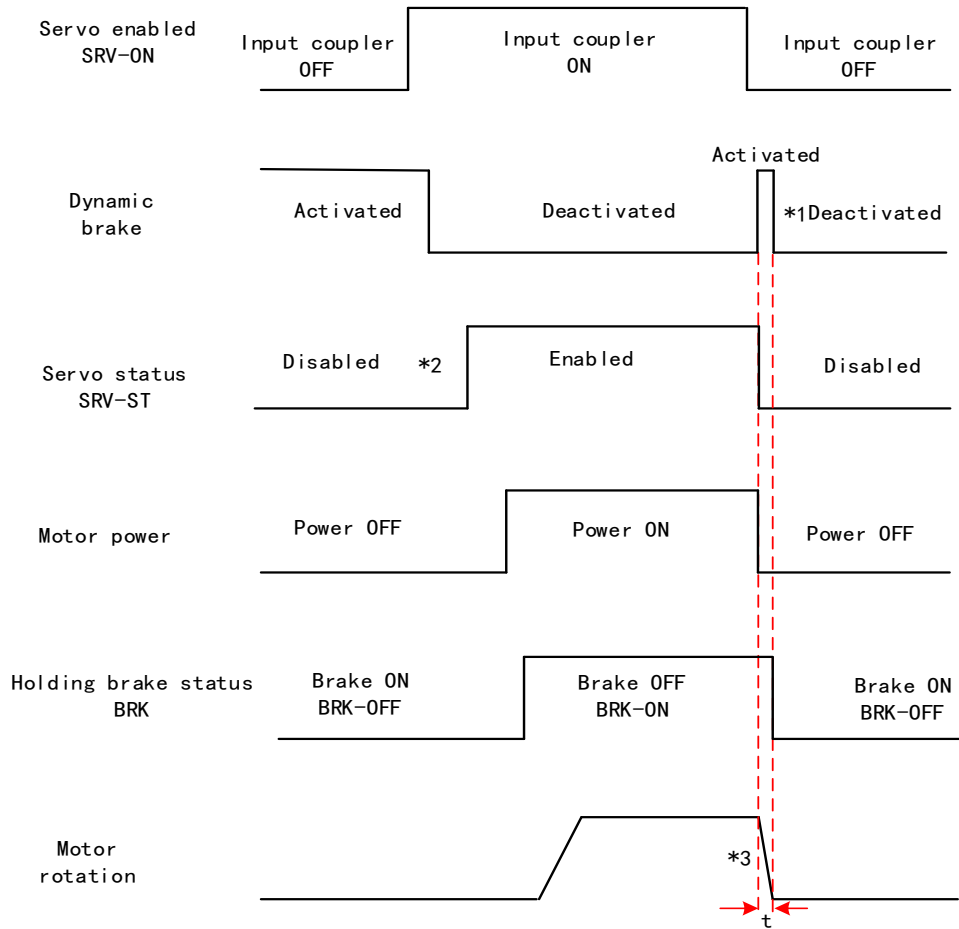 Servo enabled
SRV-ON
Input coupler
OFF
Input coupler
ON
Input coupler
OFF
Dynamic
brake
Activated
Deactivated
Activated
*1Deactivated
Servo status
SRV-ST
Disabled
*2
Enabled
Disabled
Motor power
Power OFF
Power ON
Power OFF
Holding brake status
BRK
Brake ON
BRK-OFF
Brake OFF
BRK-ON
Brake ON
BRK-OFF
Motor
rotation
*3
t